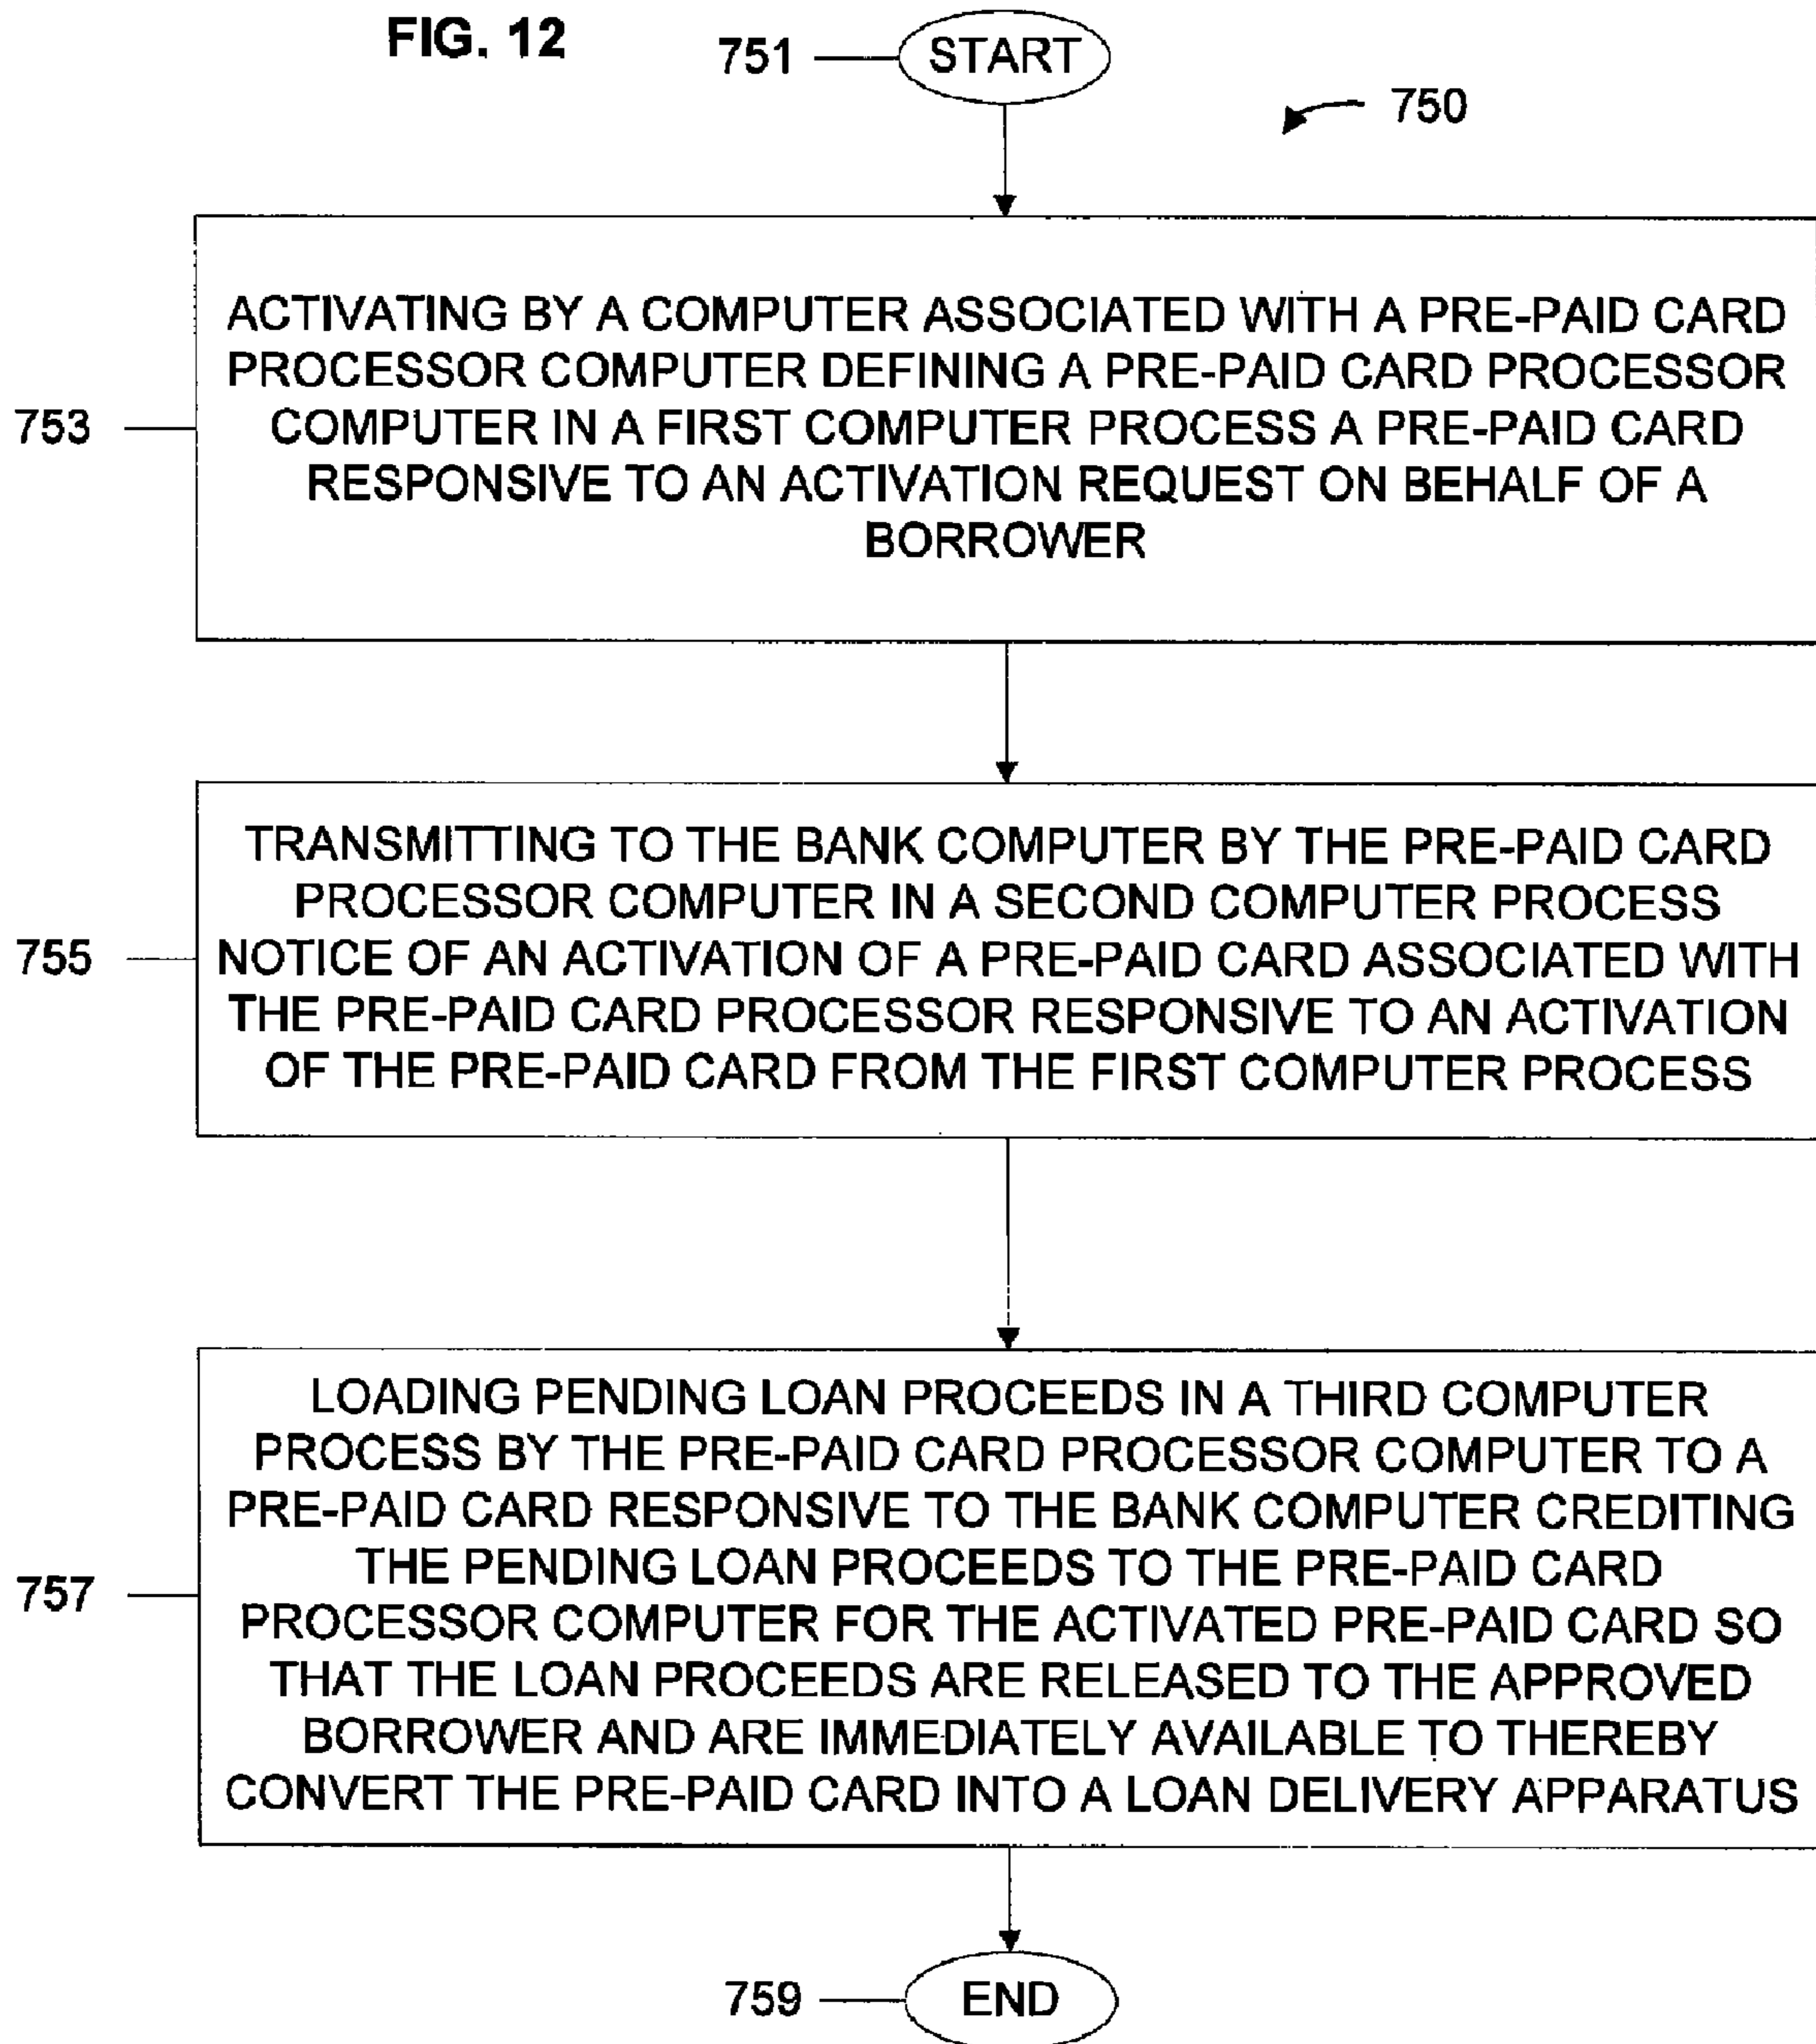 FIG. 12
751
START
750
753
ACTIVATING BY A COMPUTER ASSOCIATED WITH A PRE-PAID CARD
PROCESSOR COMPUTER DEFINING A PRE-PAID CARD PROCESSOR
COMPUTER IN A FIRST COMPUTER PROCESS A PRE-PAID CARD
RESPONSIVE TO AN ACTIVATION REQUEST ON BEHALF OF A
BORROWER
755
TRANSMITTING TO THE BANK COMPUTER BY THE PRE-PAID CARD
PROCESSOR COMPUTER IN A SECOND COMPUTER PROCESS
NOTICE OF AN ACTIVATION OF A PRE-PAID CARD ASSOCIATED WITH
THE PRE-PAID CARD PROCESSOR RESPONSIVE TO AN ACTIVATION
OF THE PRE-PAID CARD FROM THE FIRST COMPUTER PROCESS
757
LOADING PENDING LOAN PROCEEDS IN A THIRD COMPUTER
PROCESS BY THE PRE-PAID CARD PROCESSOR COMPUTER TO A
PRE-PAID CARD RESPONSIVE TO THE BANK COMPUTER CREDITING
THE PENDING LOAN PROCEEDS TO THE PRE-PAID CARD
PROCESSOR COMPUTER FOR THE ACTIVATED PRE-PAID CARD SO
THAT THE LOAN PROCEEDS ARE RELEASED TO THE APPROVED
BORROWER AND ARE IMMEDIATELY AVAILABLE TO THEREBY
CONVERT THE PRE-PAID CARD INTO A LOAN DELIVERY APPARATUS
759
END